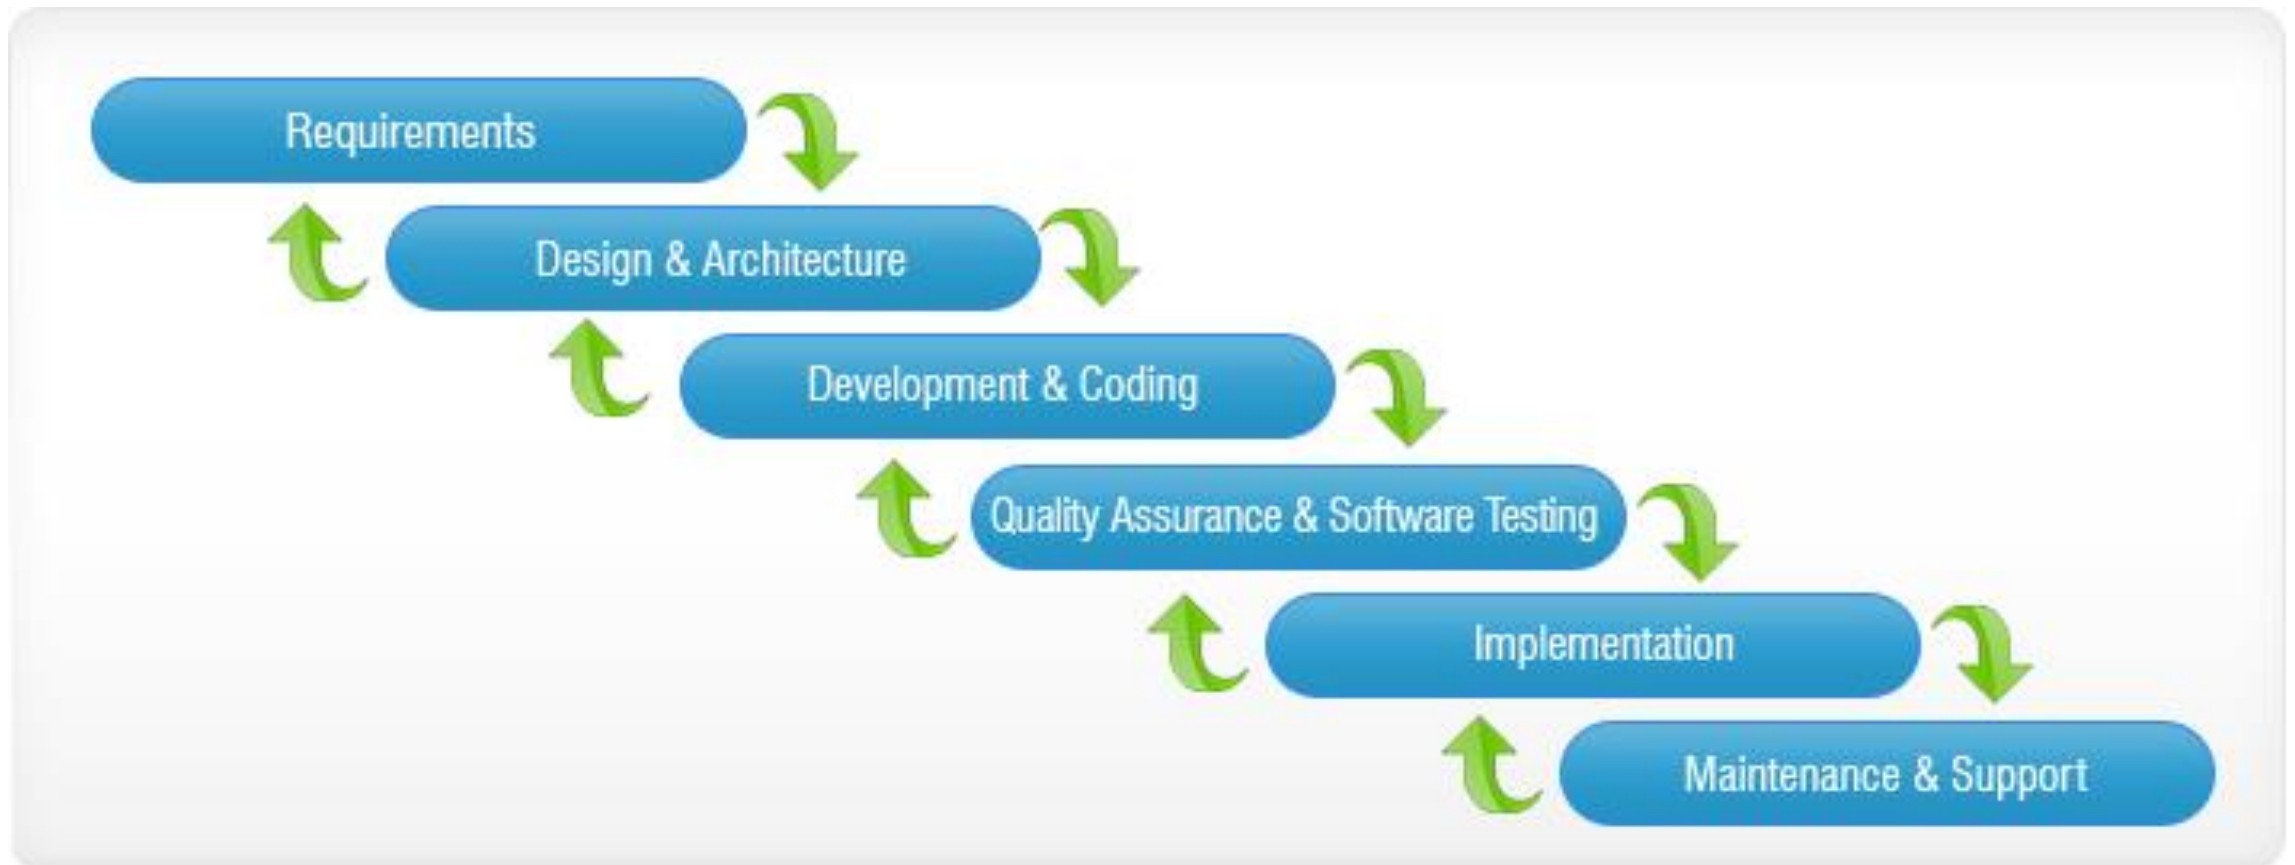 Requirements
Design & Architecture
Development & Coding
Quality Assurance & Software Testing
Implementation
Maintenance & Support